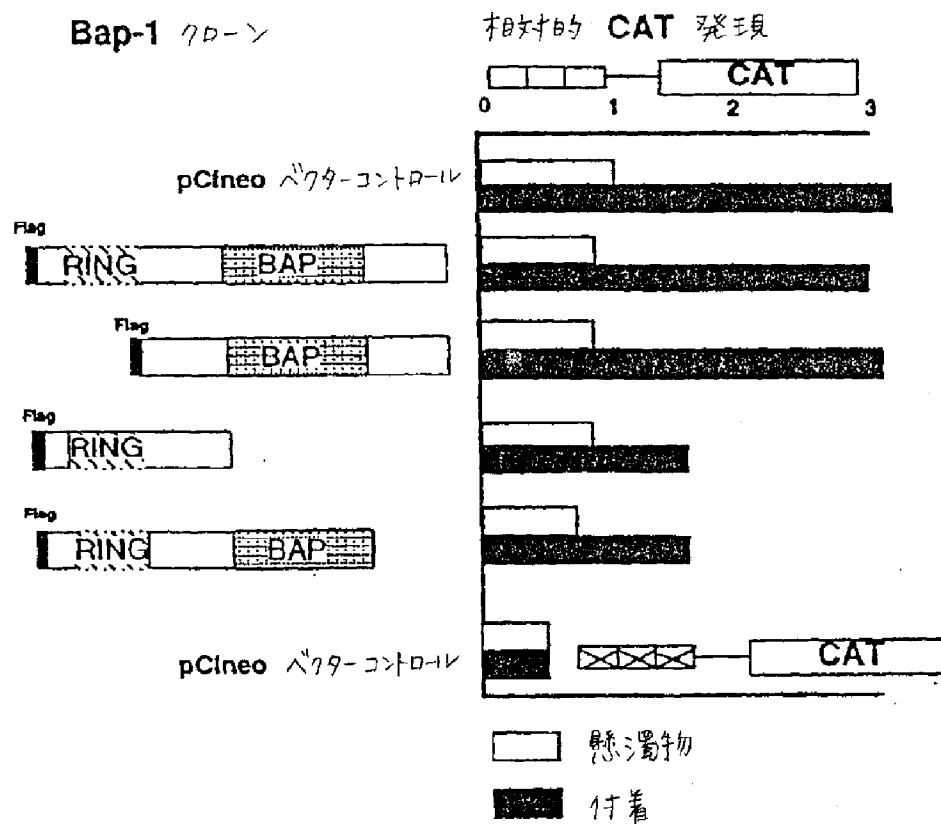 Bap-1 クローン
相対的 CAT 発現
CAT
0 1 2 3
pCIneo ベクターコントロール
Flag
RING BAP
Flag
BAP
Flag
RING
Flag
RING BAP
pCIneo ベクターコントロール
CAT
懸濁物
付着